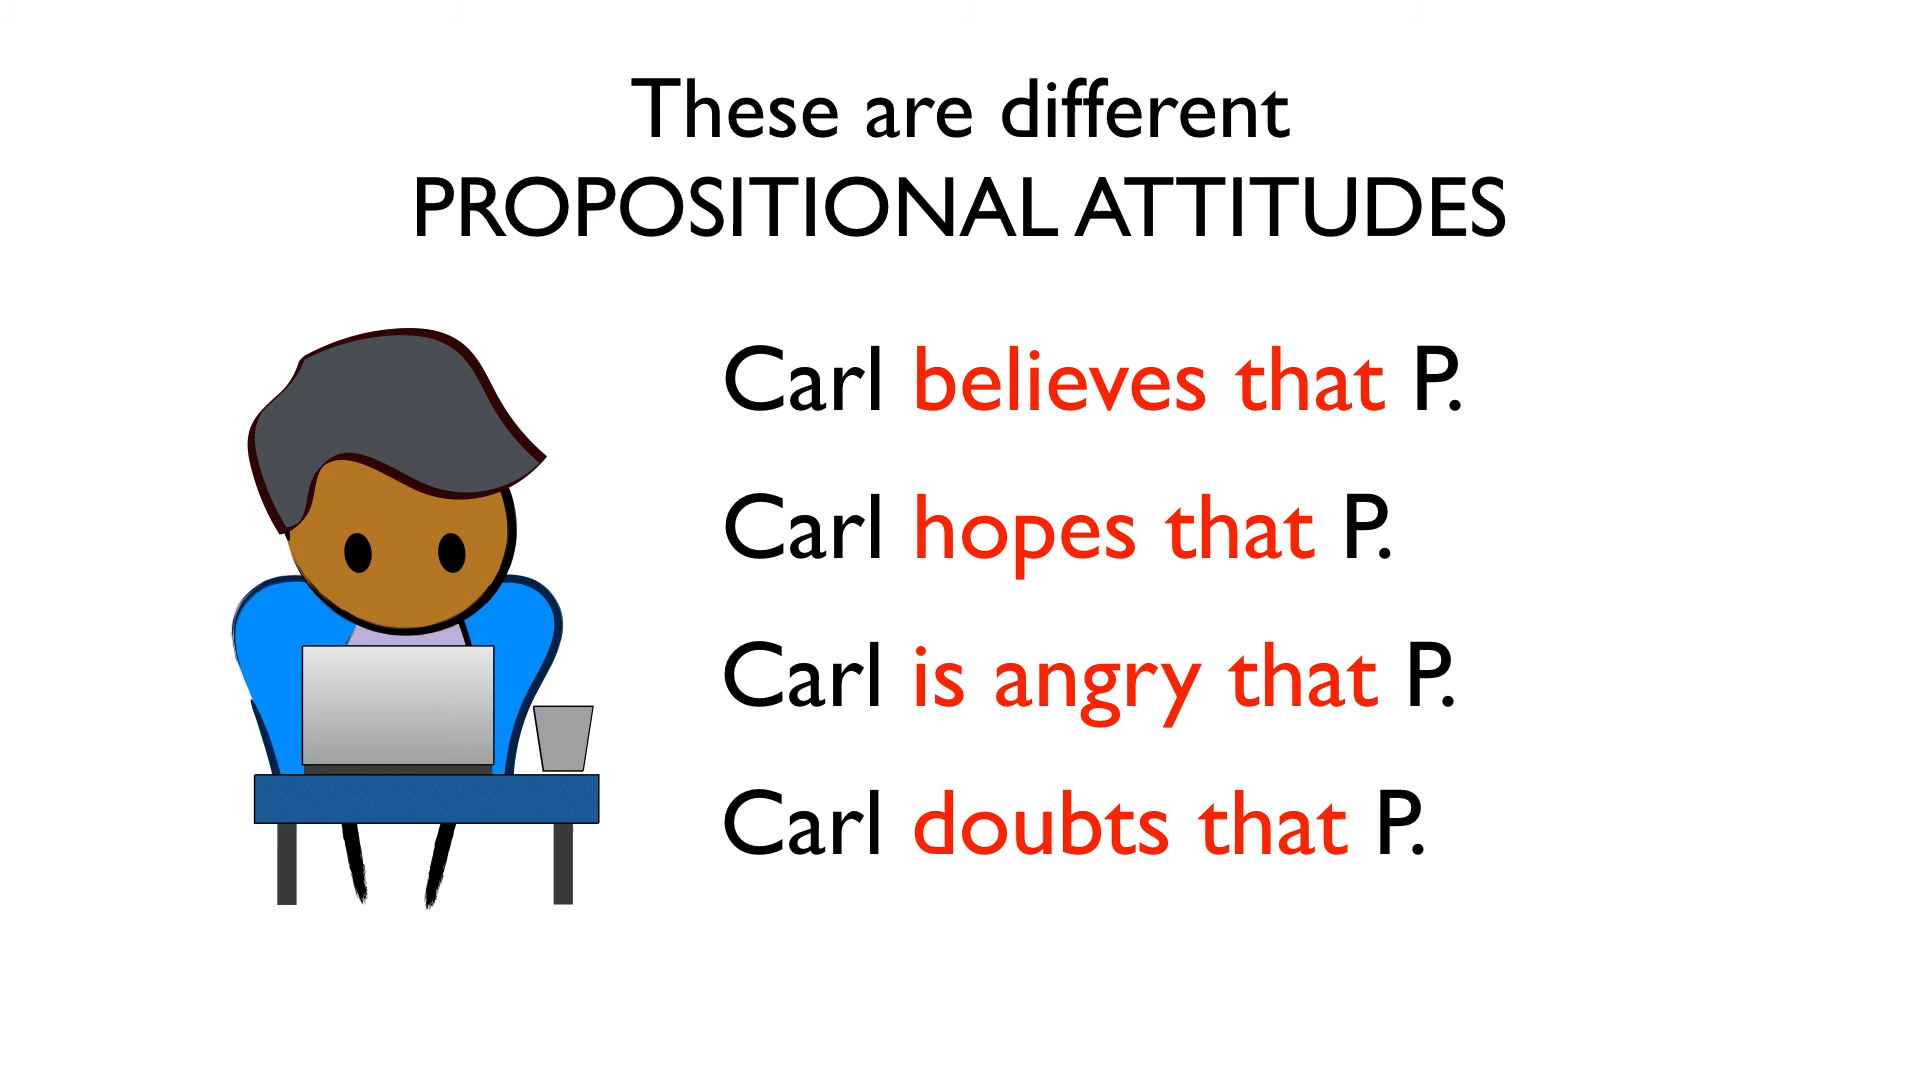 These are different
PROPOSITIONAL ATTITUDES
Carl believes that P.
Carl hopes that P.
Carl is angry that P.
Carl doubts that P.